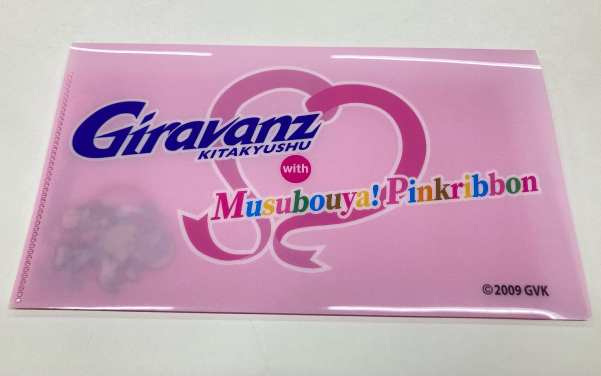 Giravanz
KITAKYUSHU
with
Musubouya! Pinkribbon
©2009 GVK